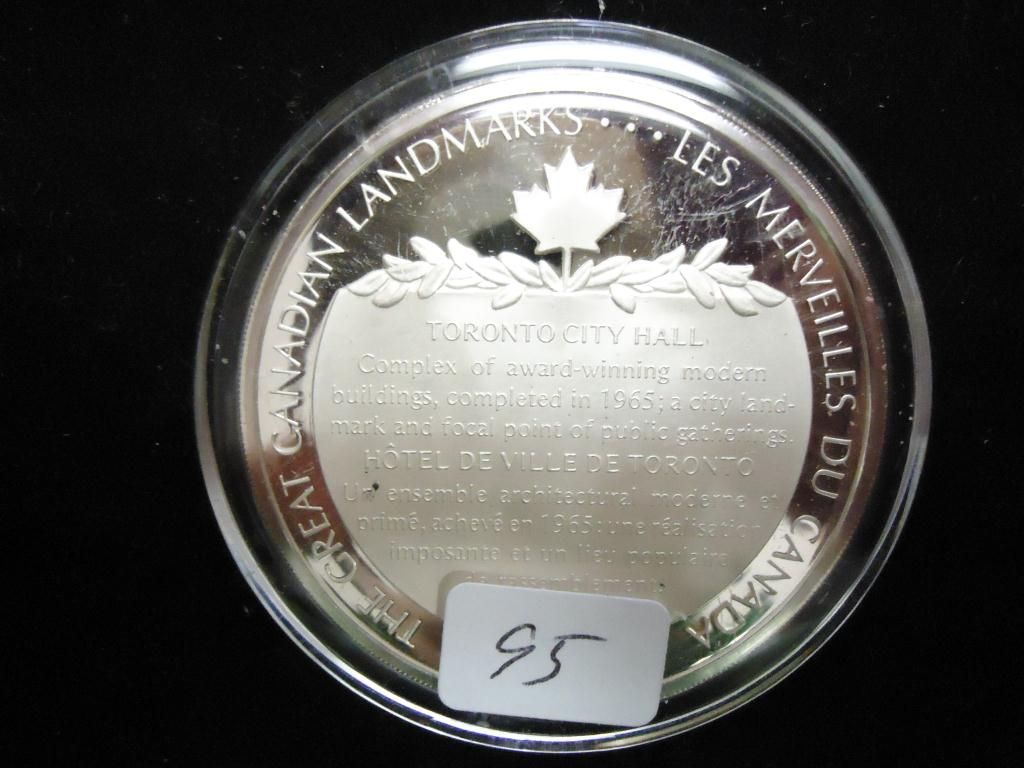 THE GREAT CANADIAN LANDMARKS ··· LES MERVEILLES DU CANADA
TORONTO CITY HALL
Complex of award-winning modern
buildings, completed in 1965; a city land-
mark and focal point of public gatherings.
HÔTEL DE VILLE DE TORONTO
Un ensemble architectural moderne et
primé, achevé en 1965; une réalisation
imposante et un lieu populaire
de rassemblement
95